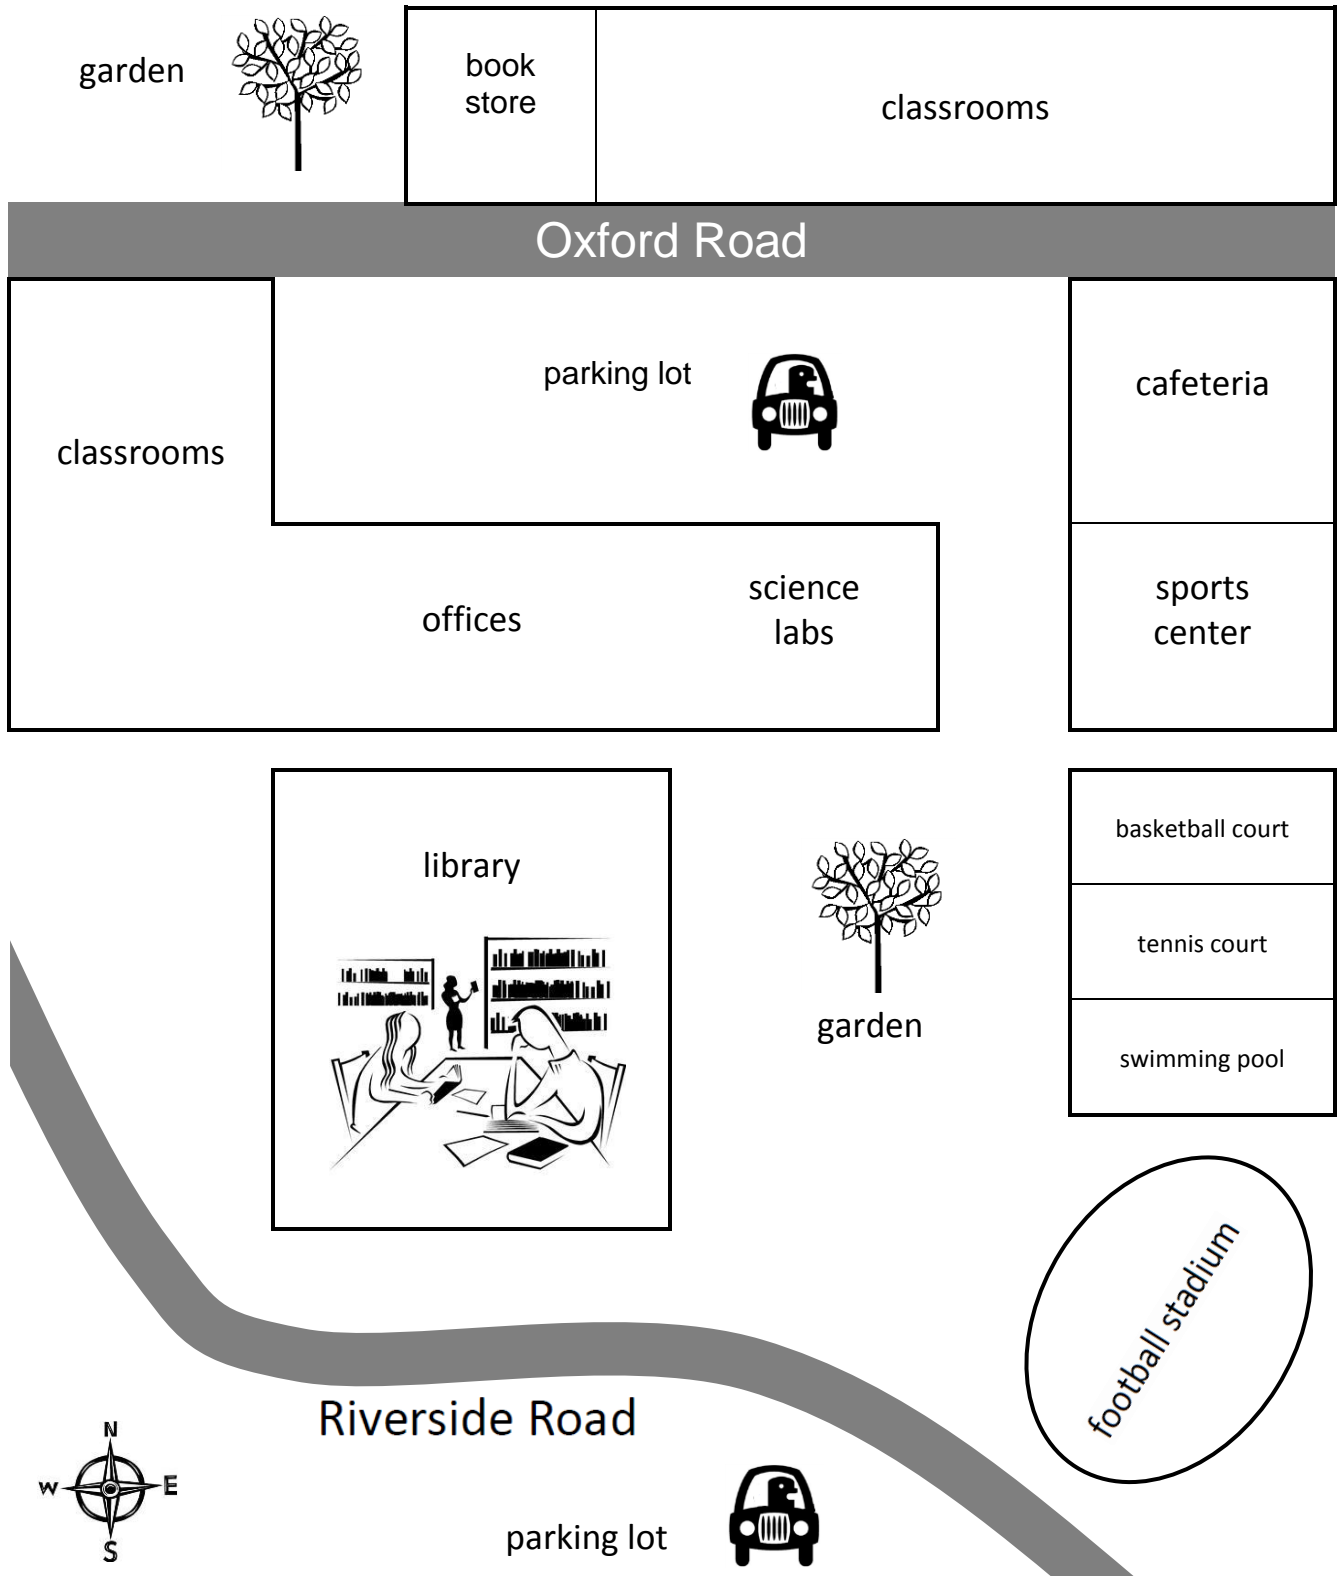 garden
book
store
classrooms
Oxford Road
parking lot
cafeteria
classrooms
offices
science
labs
sports
center
library
basketball court
tennis court
garden
swimming pool
football stadium
Riverside Road
N
W
E
S
parking lot